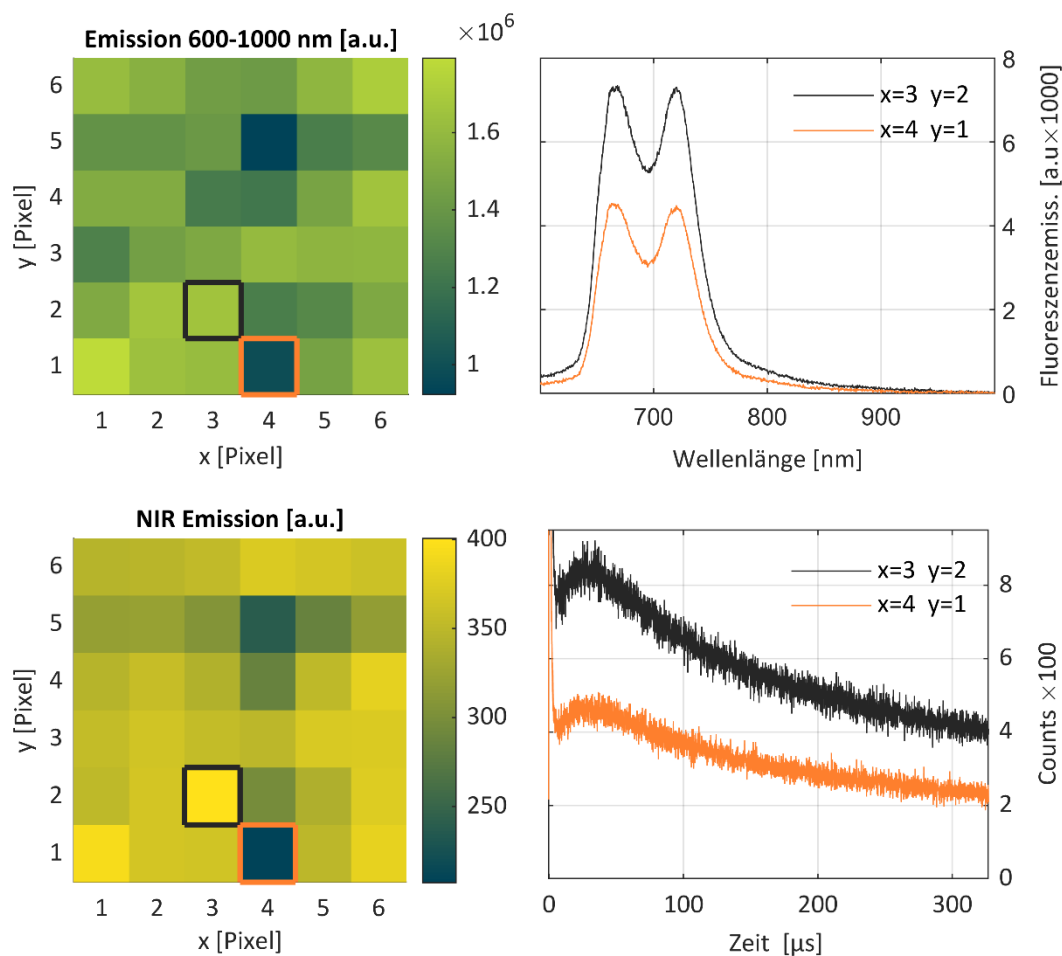 Emission 600-1000 nm [a.u.]
×10⁶
6
5
4
3
2
1
y [Pixel]
1 2 3 4 5 6
x [Pixel]
1.6
1.4
1.2
1
x=3 y=2
x=4 y=1
8
6
4
2
0
Fluoreszenzemiss. [a.u×1000]
700 800 900
Wellenlänge [nm]
NIR Emission [a.u.]
6
5
4
3
2
1
y [Pixel]
1 2 3 4 5 6
x [Pixel]
400
350
300
250
x=3 y=2
x=4 y=1
8
6
4
2
0
Counts ×100
0 100 200 300
Zeit [µs]